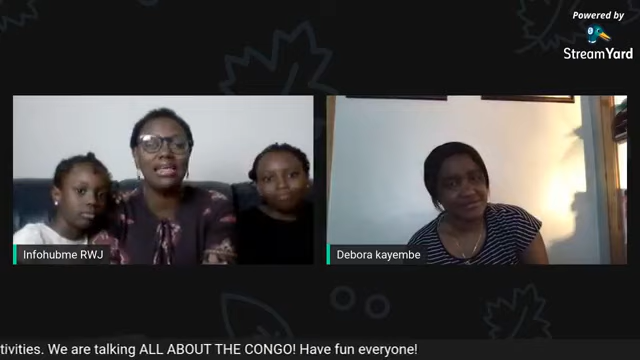 Powered by
StreamYard
Infohubme RWJ
Debora kayembe
tivities. We are talking ALL ABOUT THE CONGO! Have fun everyone!